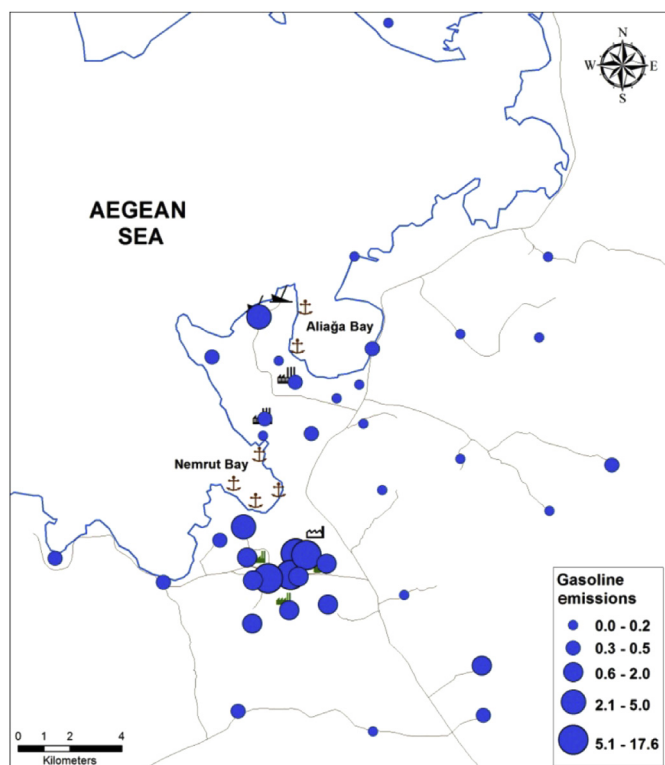 N
W E
S
AEGEAN
SEA
Aliağa Bay
Nemrut Bay
Gasoline
emissions
0.0 - 0.2
0.3 - 0.5
0.6 - 2.0
2.1 - 5.0
5.1 - 17.6
0 1 2 4
Kilometers